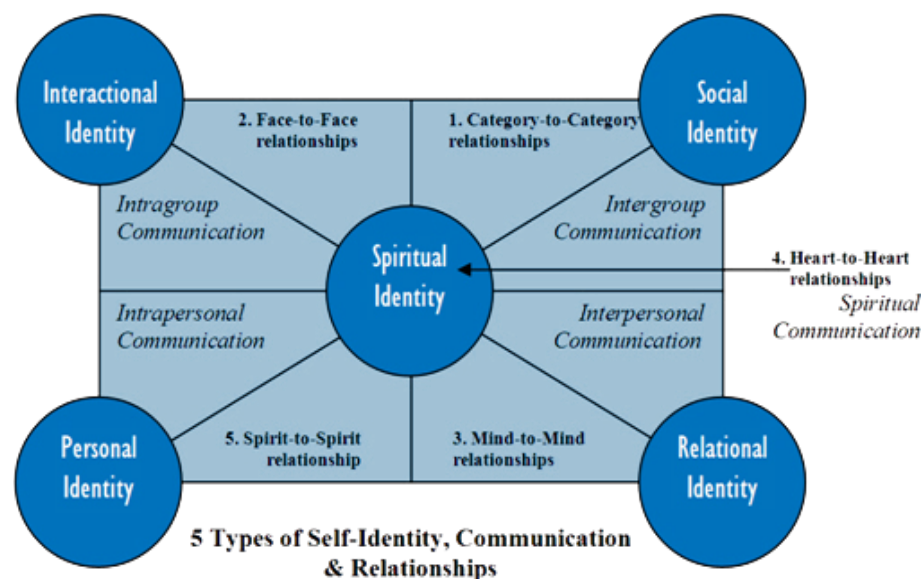 Interactional
Identity
2. Face-to-Face
relationships
1. Category-to-Category
relationships
Social
Identity
Intragroup
Communication
Intergroup
Communication
Spiritual
Identity
4. Heart-to-Heart
relationships
Spiritual
Communication
Intrapersonal
Communication
Interpersonal
Communication
Personal
Identity
5. Spirit-to-Spirit
relationship
3. Mind-to-Mind
relationships
Relational
Identity
5 Types of Self-Identity, Communication
& Relationships